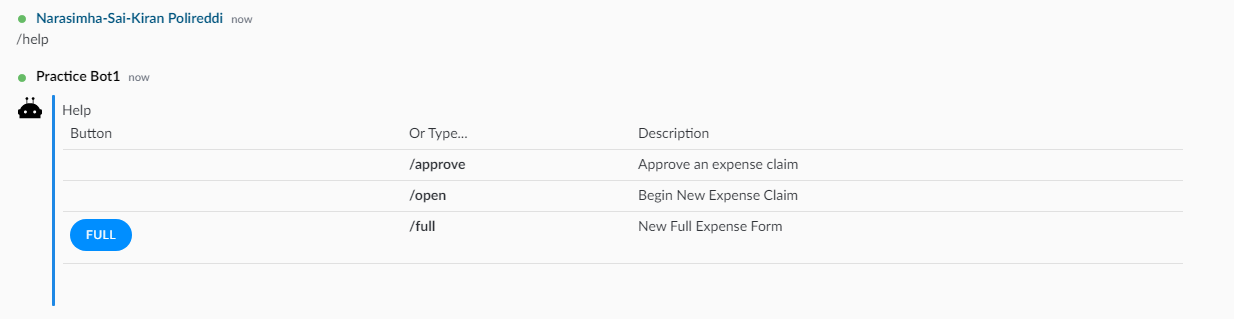 Narasimha-Sai-Kiran Polireddi now
/help
Practice Bot1 now
Help
Button Or Type... Description
/approve Approve an expense claim
/open Begin New Expense Claim
FULL /full New Full Expense Form